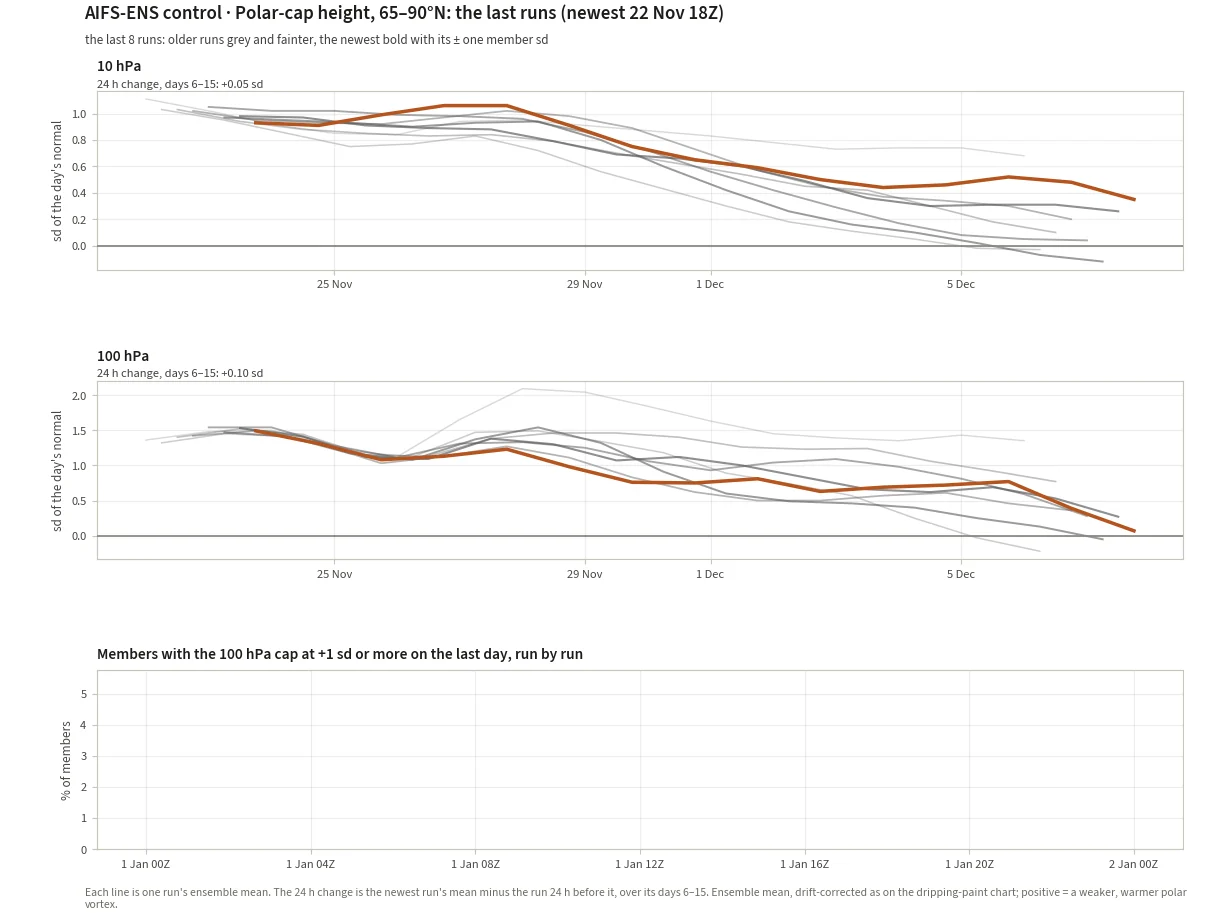 AIFS-ENS control · Polar-cap height, 65–90°N: the last runs (newest 22 Nov 18Z)
the last 8 runs: older runs grey and fainter, the newest bold with its ± one member sd
10 hPa
24 h change, days 6–15: +0.05 sd
sd of the day's normal
1.0
0.8
0.6
0.4
0.2
0.0
25 Nov
29 Nov
1 Dec
5 Dec
100 hPa
24 h change, days 6–15: +0.10 sd
sd of the day's normal
2.0
1.5
1.0
0.5
0.0
25 Nov
29 Nov
1 Dec
5 Dec
Members with the 100 hPa cap at +1 sd or more on the last day, run by run
% of members
5
4
3
2
1
0
1 Jan 00Z
1 Jan 04Z
1 Jan 08Z
1 Jan 12Z
1 Jan 16Z
1 Jan 20Z
2 Jan 00Z
Each line is one run's ensemble mean. The 24 h change is the newest run's mean minus the run 24 h before it, over its days 6–15. Ensemble mean, drift-corrected as on the dripping-paint chart; positive = a weaker, warmer polar
vortex.